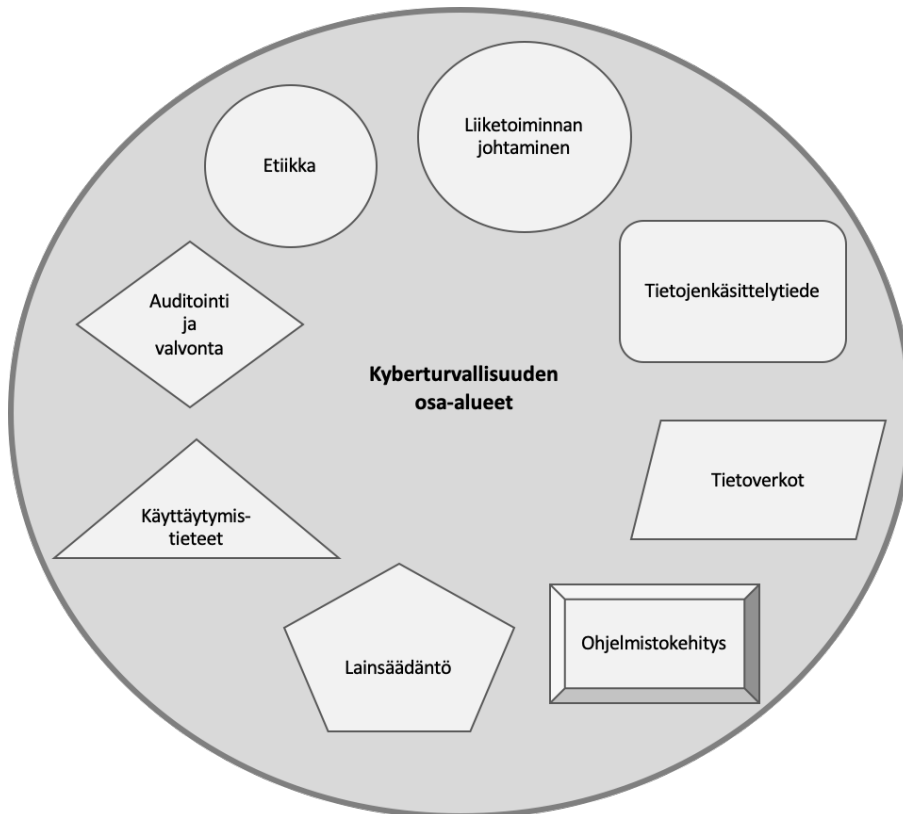 Etiikka
Liiketoiminnan
johtaminen
Tietojenkäsittelytiede
Auditointi
ja
valvonta
Kyberturvallisuuden
osa-alueet
Tietoverkot
Käyttäytymis-
tieteet
Ohjelmistokehitys
Lainsäädäntö